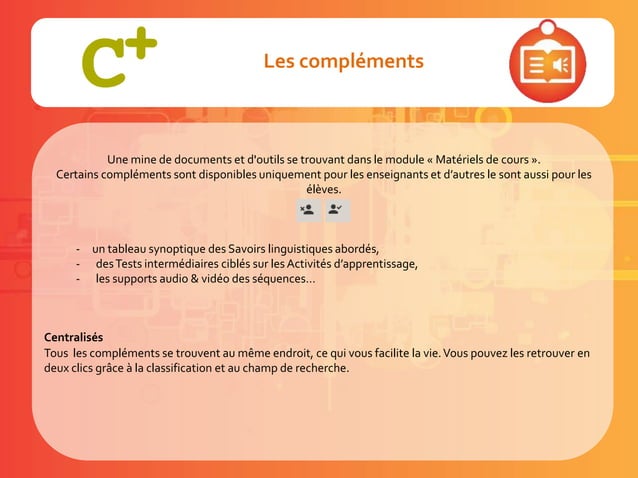 C+
Les compléments
Une mine de documents et d'outils se trouvant dans le module « Matériels de cours ».
Certains compléments sont disponibles uniquement pour les enseignants et d’autres le sont aussi pour les
élèves.
- un tableau synoptique des Savoirs linguistiques abordés,
- des Tests intermédiaires ciblés sur les Activités d’apprentissage,
- les supports audio & vidéo des séquences…
Centralisés
Tous les compléments se trouvent au même endroit, ce qui vous facilite la vie. Vous pouvez les retrouver en
deux clics grâce à la classification et au champ de recherche.